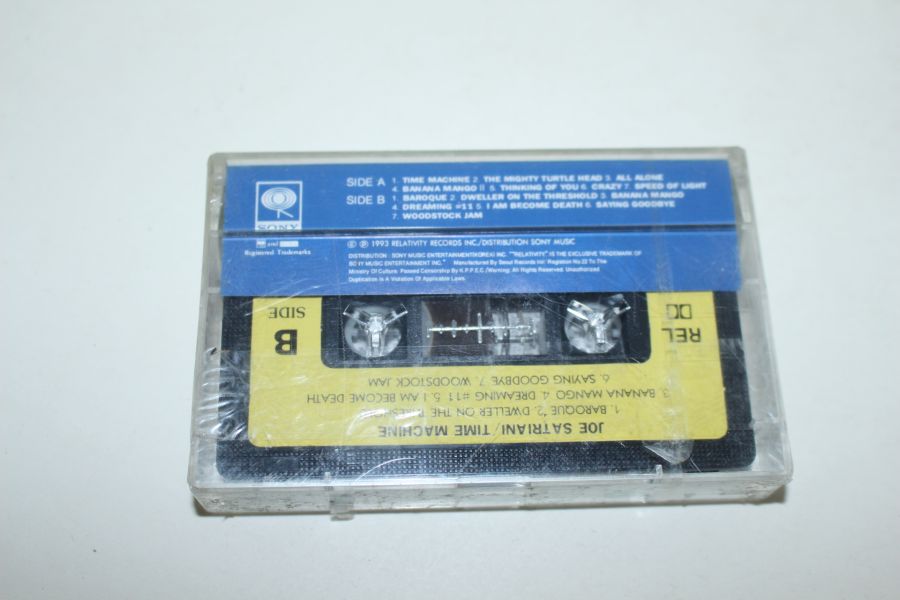 SIDE A 1. TIME MACHINE 2. THE MIGHTY TURTLE HEAD 3. ALL ALONE
4. BANANA MANGO II 5. THINKING OF YOU 6. CRAZY 7. SPEED OF LIGHT
SIDE B 1. BAROQUE 2. DWELLER ON THE THRESHOLD 3. BANANA MANGO
4. DREAMING #11 5. I AM BECOME DEATH 6. SAYING GOODBYE
7. WOODSTOCK JAM
SONY
and
Registered Trademarks
© ℗ 1993 RELATIVITY RECORDS INC./DISTRIBUTION SONY MUSIC
DISTRIBUTION : SONY MUSIC ENTERTAINMENT(KOREA) INC. "RELATIVITY" IS THE EXCLUSIVE TRADEMARK OF
SONY MUSIC ENTERTAINMENT INC." Manufactured By Seoul Records Inc/ Registion No.22 To The
Ministry Of Culture. Passed Censorship By K.P.P.E.C./Warning; All Rights Reserved. Unauthorized
Duplication Is A Violation Of Applicable Laws.
JOE SATRIANI/TIME MACHINE
1. BAROQUE 2. DWELLER ON THE THRESHOLD
3. BANANA MANGO 4. DREAMING #11 5. I AM BECOME DEATH
6. SAYING GOODBYE 7. WOODSTOCK JAM
REL
SIDE
B